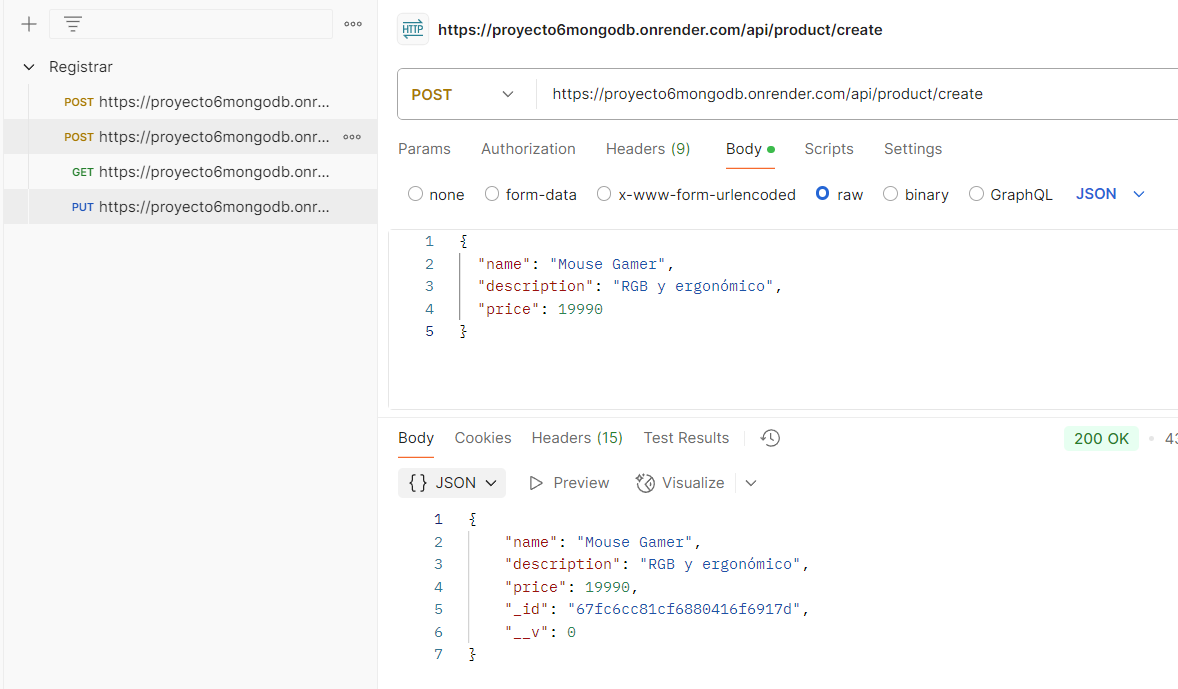 Registrar
POST https://proyecto6mongodb.onr...
POST https://proyecto6mongodb.onr...
GET https://proyecto6mongodb.onr...
PUT https://proyecto6mongodb.onr...
HTTP https://proyecto6mongodb.onrender.com/api/product/create
POST https://proyecto6mongodb.onrender.com/api/product/create
Params Authorization Headers (9) Body Scripts Settings
none form-data x-www-form-urlencoded raw binary GraphQL JSON
1 {
2 "name": "Mouse Gamer",
3 "description": "RGB y ergonómico",
4 "price": 19990
5 }
Body Cookies Headers (15) Test Results 200 OK 43
{} JSON Preview Visualize
1 {
2 "name": "Mouse Gamer",
3 "description": "RGB y ergonómico",
4 "price": 19990,
5 "_id": "67fc6cc81cf6880416f6917d",
6 "__v": 0
7 }